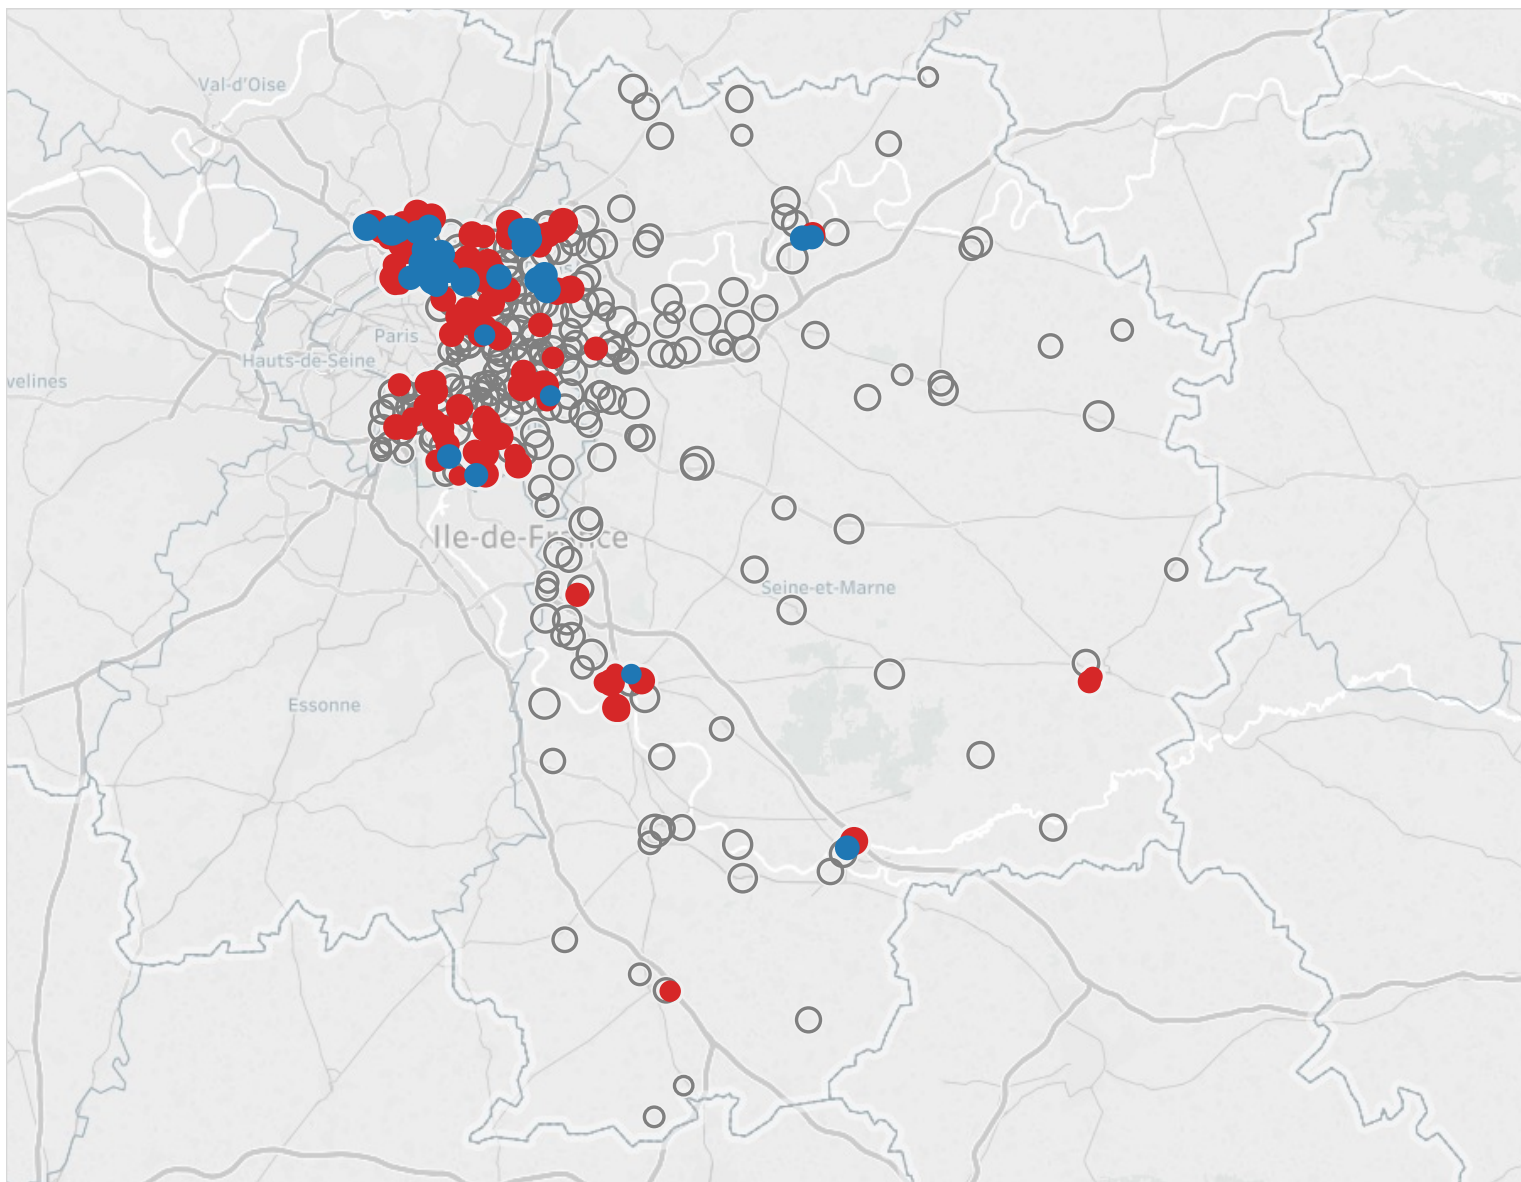 Val-d'Oise
Paris
Hauts-de-Seine
velines
Ile-de-France
Seine-et-Marne
Essonne